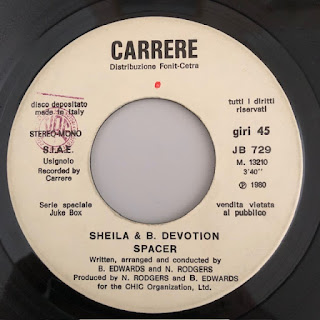 CARRERE
Distribuzione Fonit-Cetra
disco depositato
made in Italy
STEREO-MONO
S.I.A.E.
Usignolo
Recorded by
Carrere
Serie speciale
Juke Box
tutti i diritti
riservati
giri 45
JB 729
M. 13210
3'40"
℗ 1980
vendita vietata
al pubblico
SHEILA & B. DEVOTION
SPACER
Written, arranged and conducted by
B. EDWARDS and N. RODGERS
Produced by N. RODGERS and B. EDWARDS
for the CHIC Organization, Ltd.